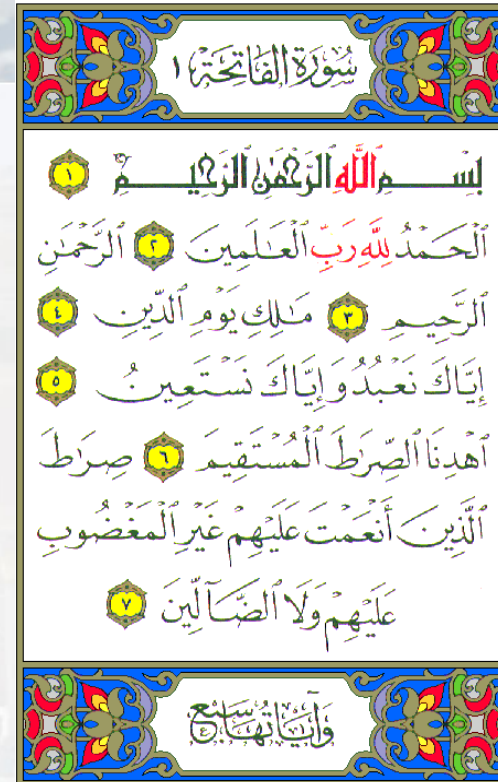 سُورَةُ الفَاتِحَة ١
بِسْمِ ٱللَّهِ ٱلرَّحْمَٰنِ ٱلرَّحِيمِ ١
ٱلْحَمْدُ لِلَّهِ رَبِّ ٱلْعَٰلَمِينَ ٢ ٱلرَّحْمَٰنِ
ٱلرَّحِيمِ ٣ مَٰلِكِ يَوْمِ ٱلدِّينِ ٤
إِيَّاكَ نَعْبُدُ وَإِيَّاكَ نَسْتَعِينُ ٥
ٱهْدِنَا ٱلصِّرَٰطَ ٱلْمُسْتَقِيمَ ٦ صِرَٰطَ
ٱلَّذِينَ أَنْعَمْتَ عَلَيْهِمْ غَيْرِ ٱلْمَغْضُوبِ
عَلَيْهِمْ وَلَا ٱلضَّآلِّينَ ٧
وَآيَاتُهَا سَبْع